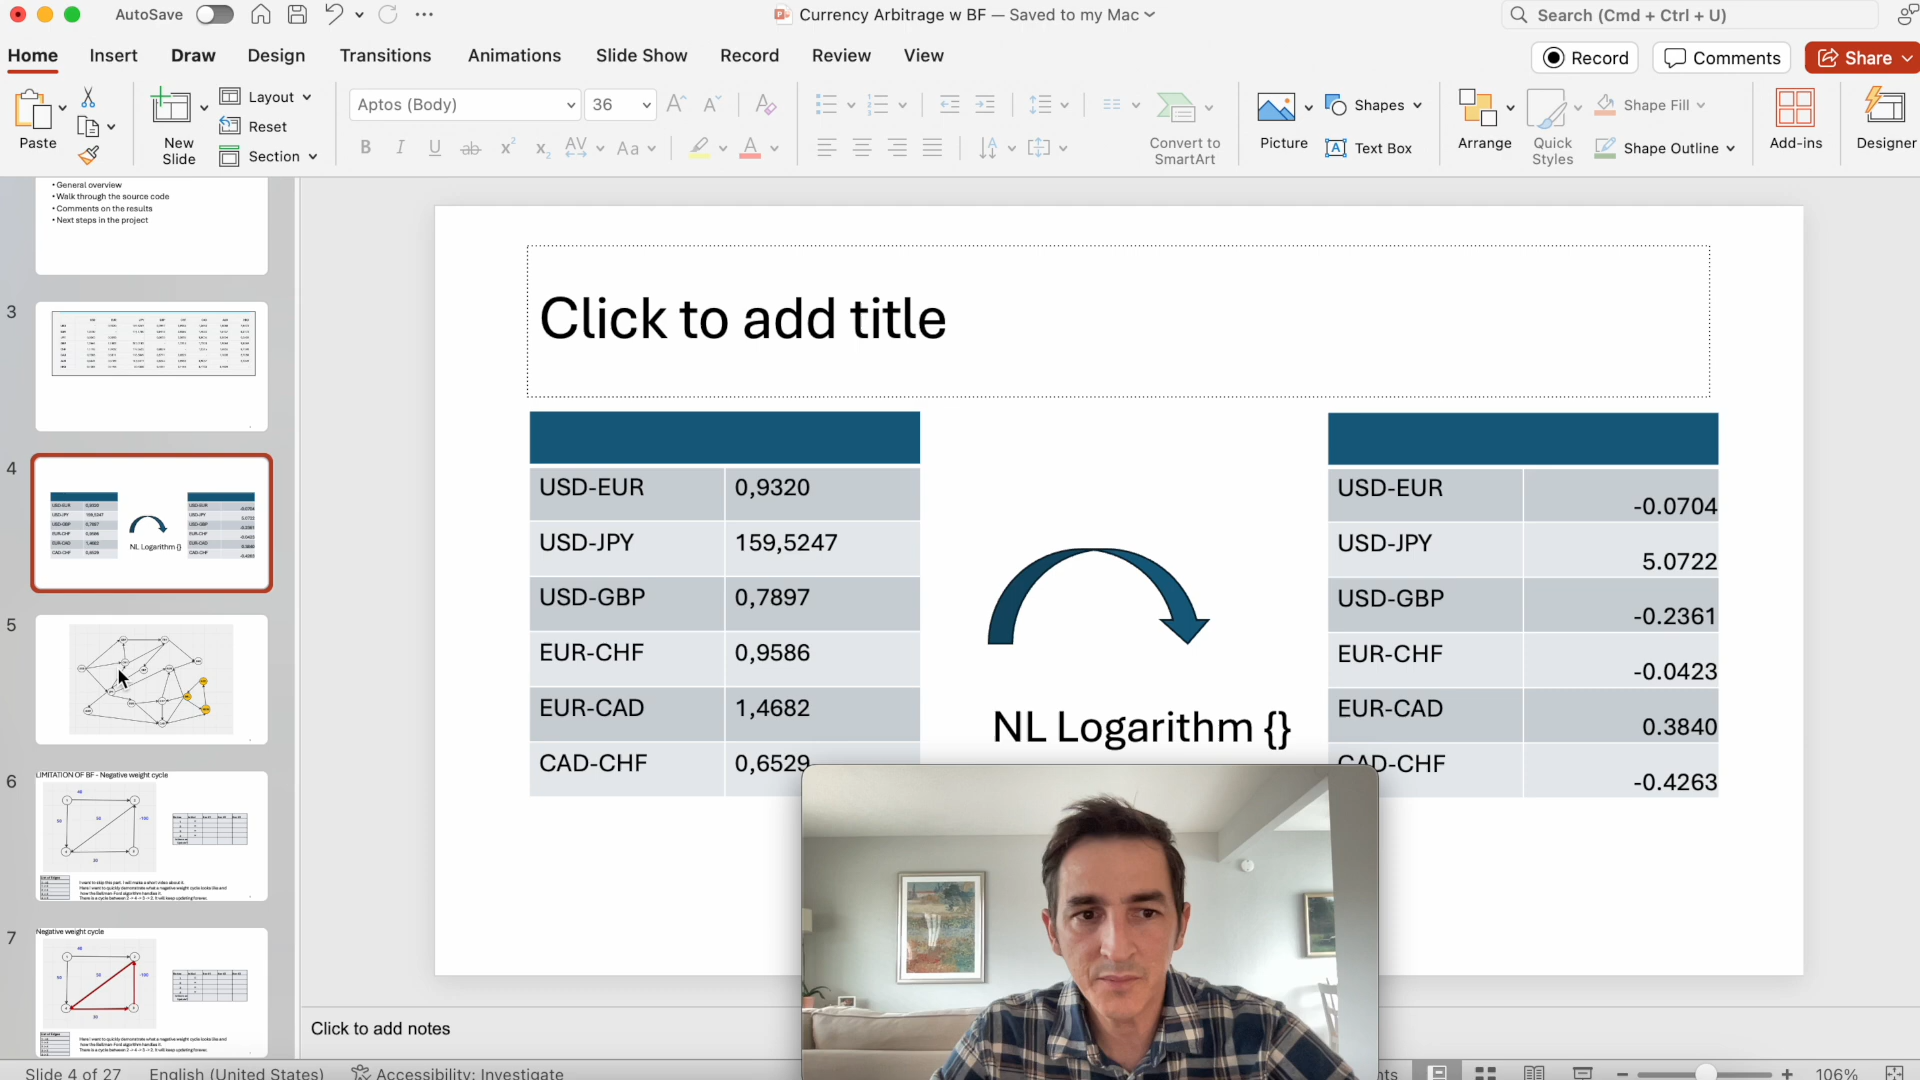 AutoSave
Currency Arbitrage w BF — Saved to my Mac
Search (Cmd + Ctrl + U)
Home Insert Draw Design Transitions Animations Slide Show Record Review View
Record Comments Share
Paste
New Slide
Layout
Reset
Section
Aptos (Body) 36
Convert to SmartArt
Picture
Shapes
Text Box
Arrange
Quick Styles
Shape Fill
Shape Outline
Add-ins
Designer
• General overview
• Walk through the source code
• Comments on the results
• Next steps in the project
3
4
5
6
LIMITATION OF BF - Negative weight cycle
7
Negative weight cycle
Click to add title
USD-EUR 0,9320
USD-JPY 159,5247
USD-GBP 0,7897
EUR-CHF 0,9586
EUR-CAD 1,4682
CAD-CHF 0,6529
NL Logarithm {}
USD-EUR -0.0704
USD-JPY 5.0722
USD-GBP -0.2361
EUR-CHF -0.0423
EUR-CAD 0.3840
CAD-CHF -0.4263
Click to add notes
Slide 4 of 27 English (United States) Accessibility: Investigate
106%